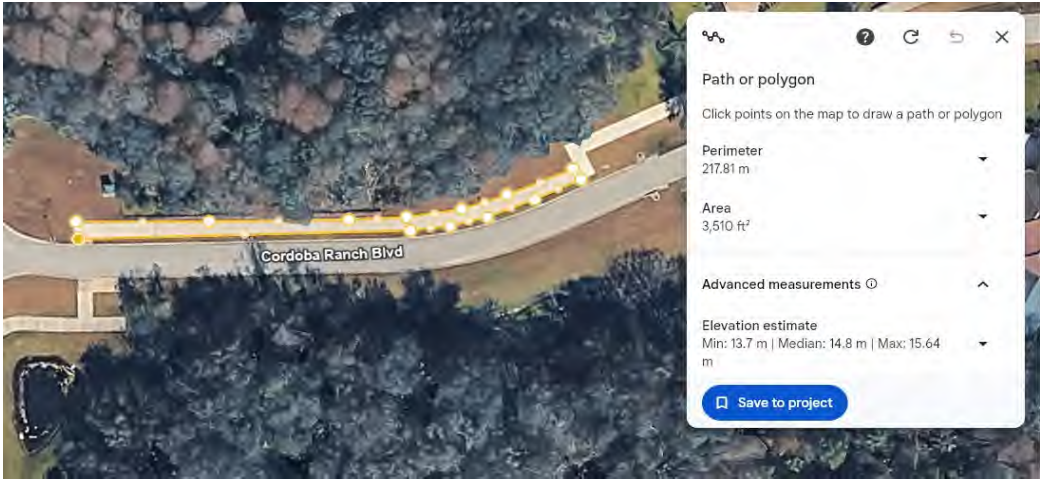 Path or polygon
Click points on the map to draw a path or polygon
Perimeter
217.81 m
Area
3,510 ft²
Advanced measurements
Elevation estimate
Min: 13.7 m | Median: 14.8 m | Max: 15.64
m
Save to project
Cordoba Ranch Blvd